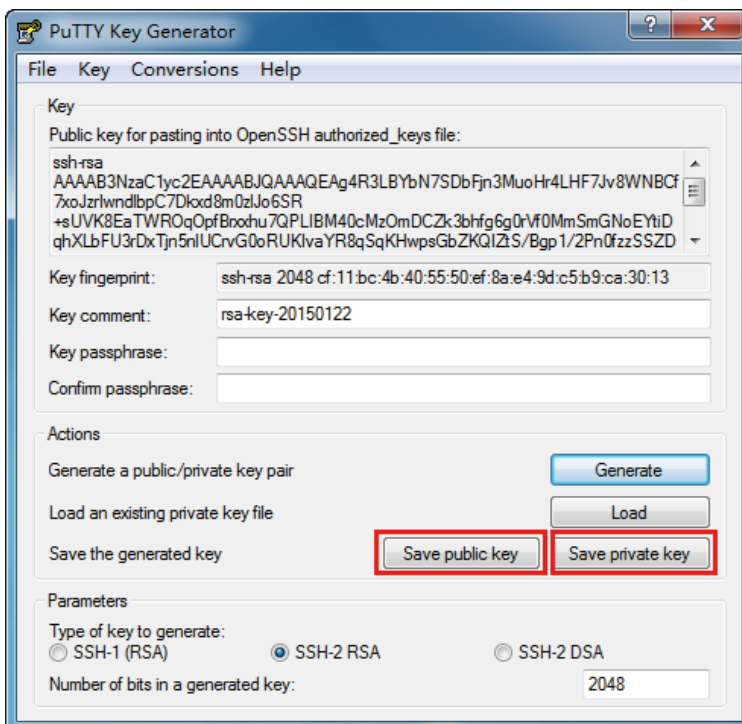 PuTTY Key Generator
File Key Conversions Help
Key
Public key for pasting into OpenSSH authorized_keys file:
ssh-rsa
AAAAB3NzaC1yc2EAAAABJQAAAQEAg4R3LBYbN7SDbFjn3MuoHr4LHF7Jv8WNBCf
7xoJzrIwndlbpC7Dkxd8m0zlJo6SR
+sUVK8EaTWROqOpfBrxxhu7QPLIBM40cMzOmDCZk3bhfg6g0rVf0MmSmGNoEYtiD
qhXLbFU3rDxTjn5nIUCrvG0oRUKIvaYR8qSqKHwpsGbZKQIZtS/Bgp1/2Pn0fzzSSZD
Key fingerprint: ssh-rsa 2048 cf:11:bc:4b:40:55:50:ef:8a:e4:9d:c5:b9:ca:30:13
Key comment: rsa-key-20150122
Key passphrase:
Confirm passphrase:
Actions
Generate a public/private key pair Generate
Load an existing private key file Load
Save the generated key Save public key Save private key
Parameters
Type of key to generate:
SSH-1 (RSA) SSH-2 RSA SSH-2 DSA
Number of bits in a generated key: 2048